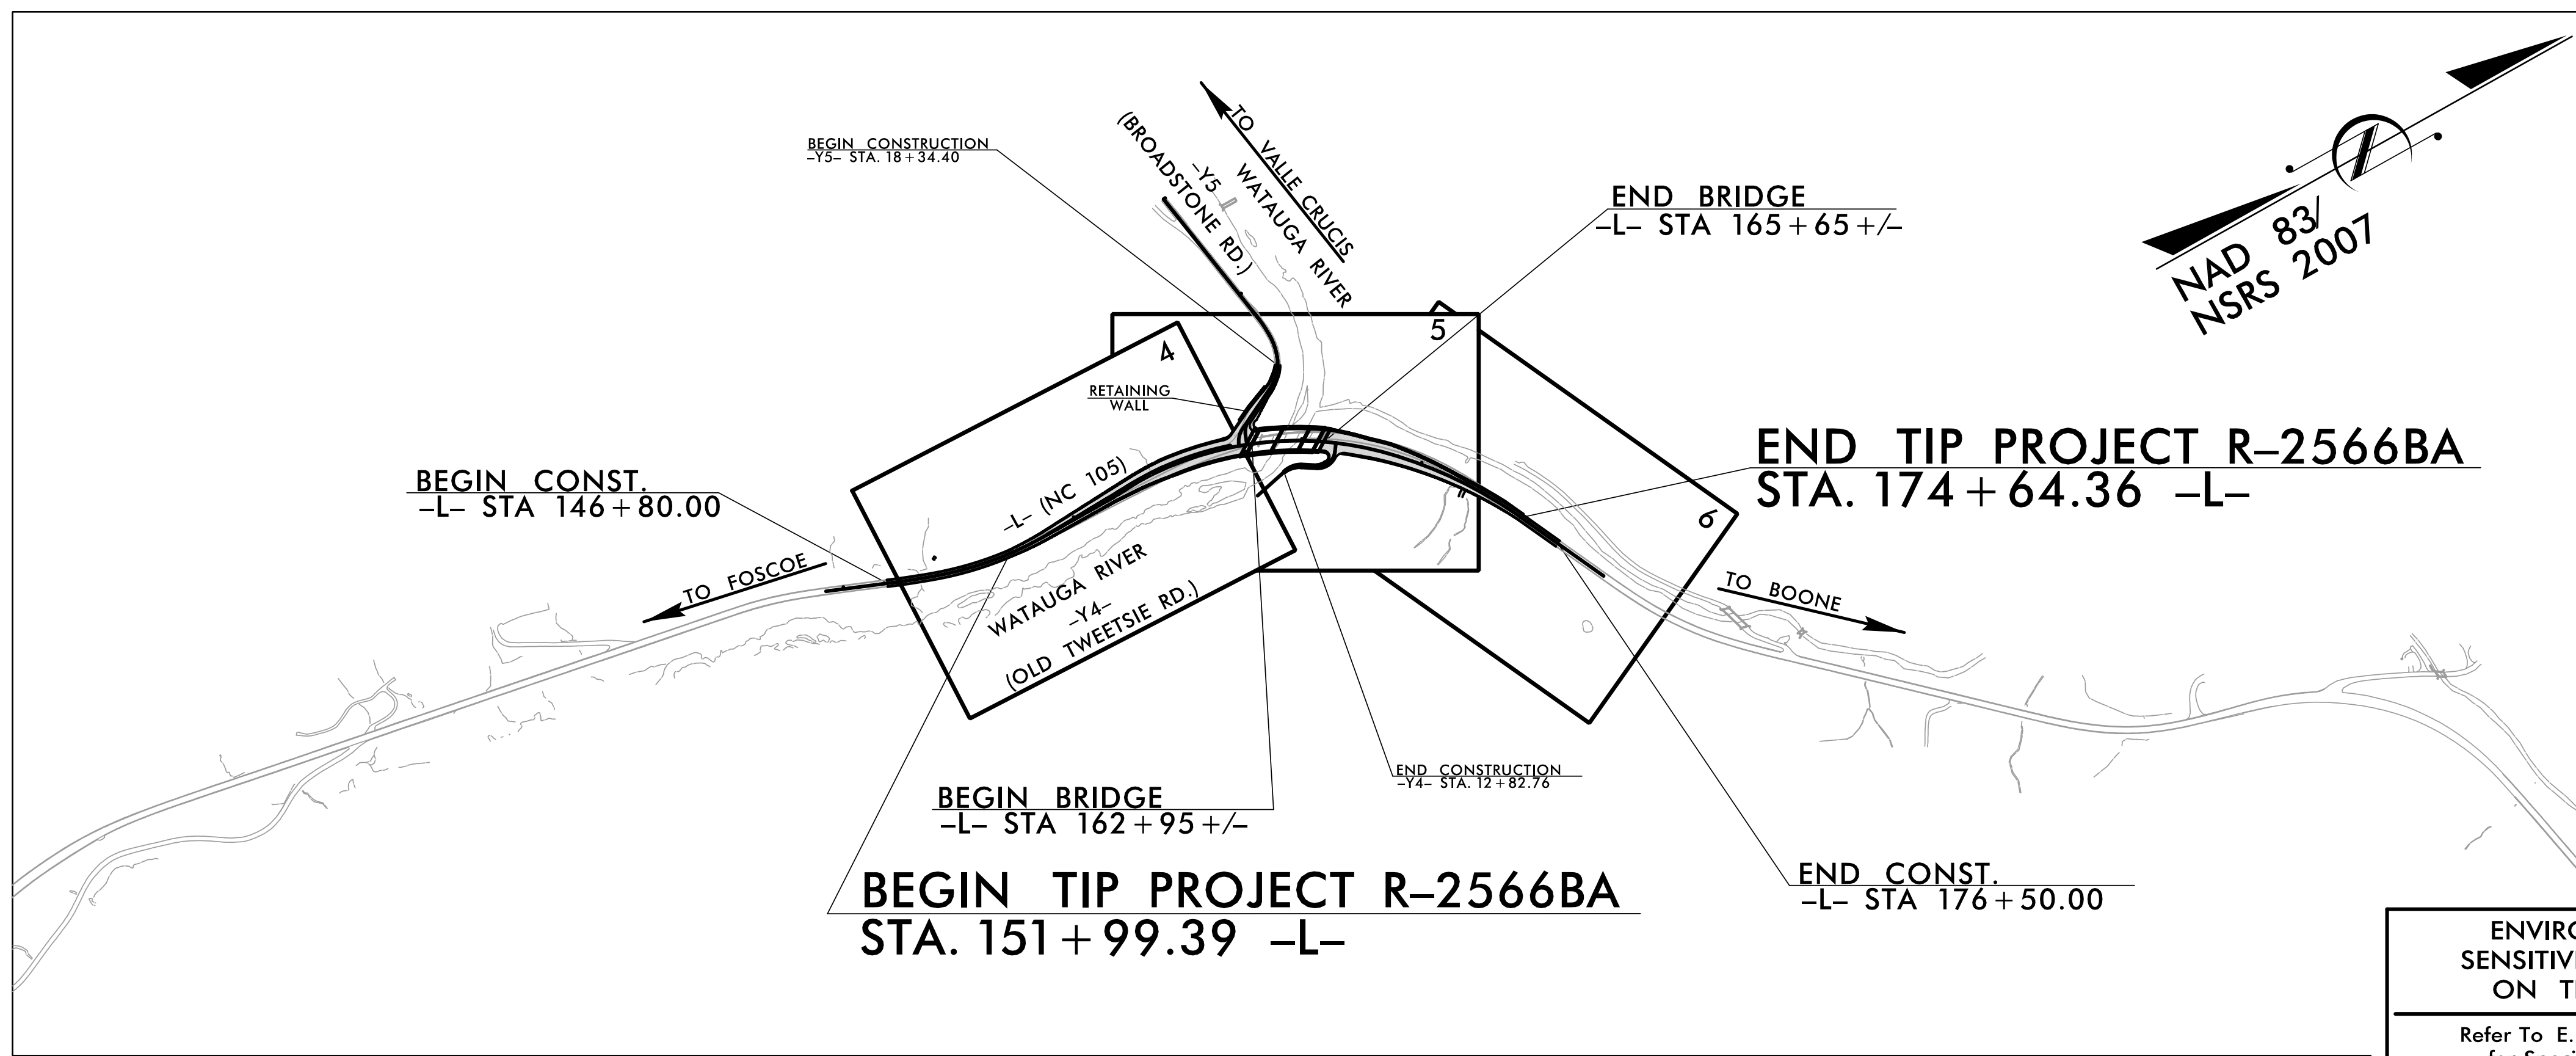 BEGIN CONSTRUCTION
–Y5– STA. 18+34.40
(BROADSTONE RD.)
–Y5
WATAUGA RIVER
TO VALLE CRUCIS
END BRIDGE
–L– STA 165+65 +/–
NAD 83/
NSRS 2007
4
5
6
RETAINING
WALL
BEGIN CONST.
–L– STA 146+80.00
–L– (NC 105)
END TIP PROJECT R–2566BA
STA. 174+64.36 –L–
TO FOSCOE
WATAUGA RIVER
–Y4–
(OLD TWEETSIE RD.)
TO BOONE
BEGIN BRIDGE
–L– STA 162+95 +/–
END CONSTRUCTION
–Y4– STA. 12+82.76
BEGIN TIP PROJECT R–2566BA
STA. 151+99.39 –L–
END CONST.
–L– STA 176+50.00
ON
Refer To E.